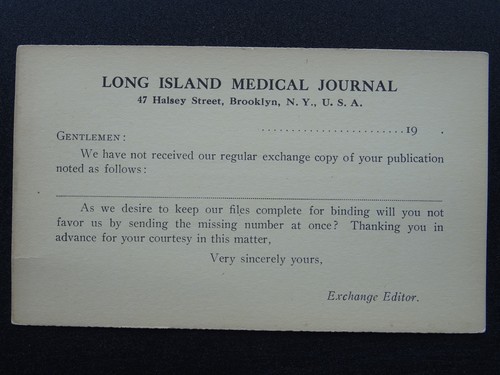 LONG ISLAND MEDICAL JOURNAL
47 Halsey Street, Brooklyn, N. Y., U. S. A.
........................19 .
GENTLEMEN:
We have not received our regular exchange copy of your publication
noted as follows:
As we desire to keep our files complete for binding will you not
favor us by sending the missing number at once? Thanking you in
advance for your courtesy in this matter,
Very sincerely yours,
Exchange Editor.